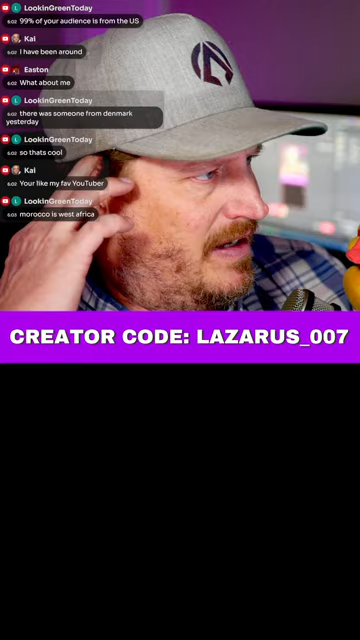 LookinGreenToday
6:02 99% of your audience is from the US
Kai
6:02 I have been around
Easton
6:02 What about me
LookinGreenToday
6:02 there was someone from denmark
yesterday
LookinGreenToday
6:02 so thats cool
Kai
6:02 Your like my fav YouTuber
LookinGreenToday
6:03 morocco is west africa
CREATOR CODE: LAZARUS_007